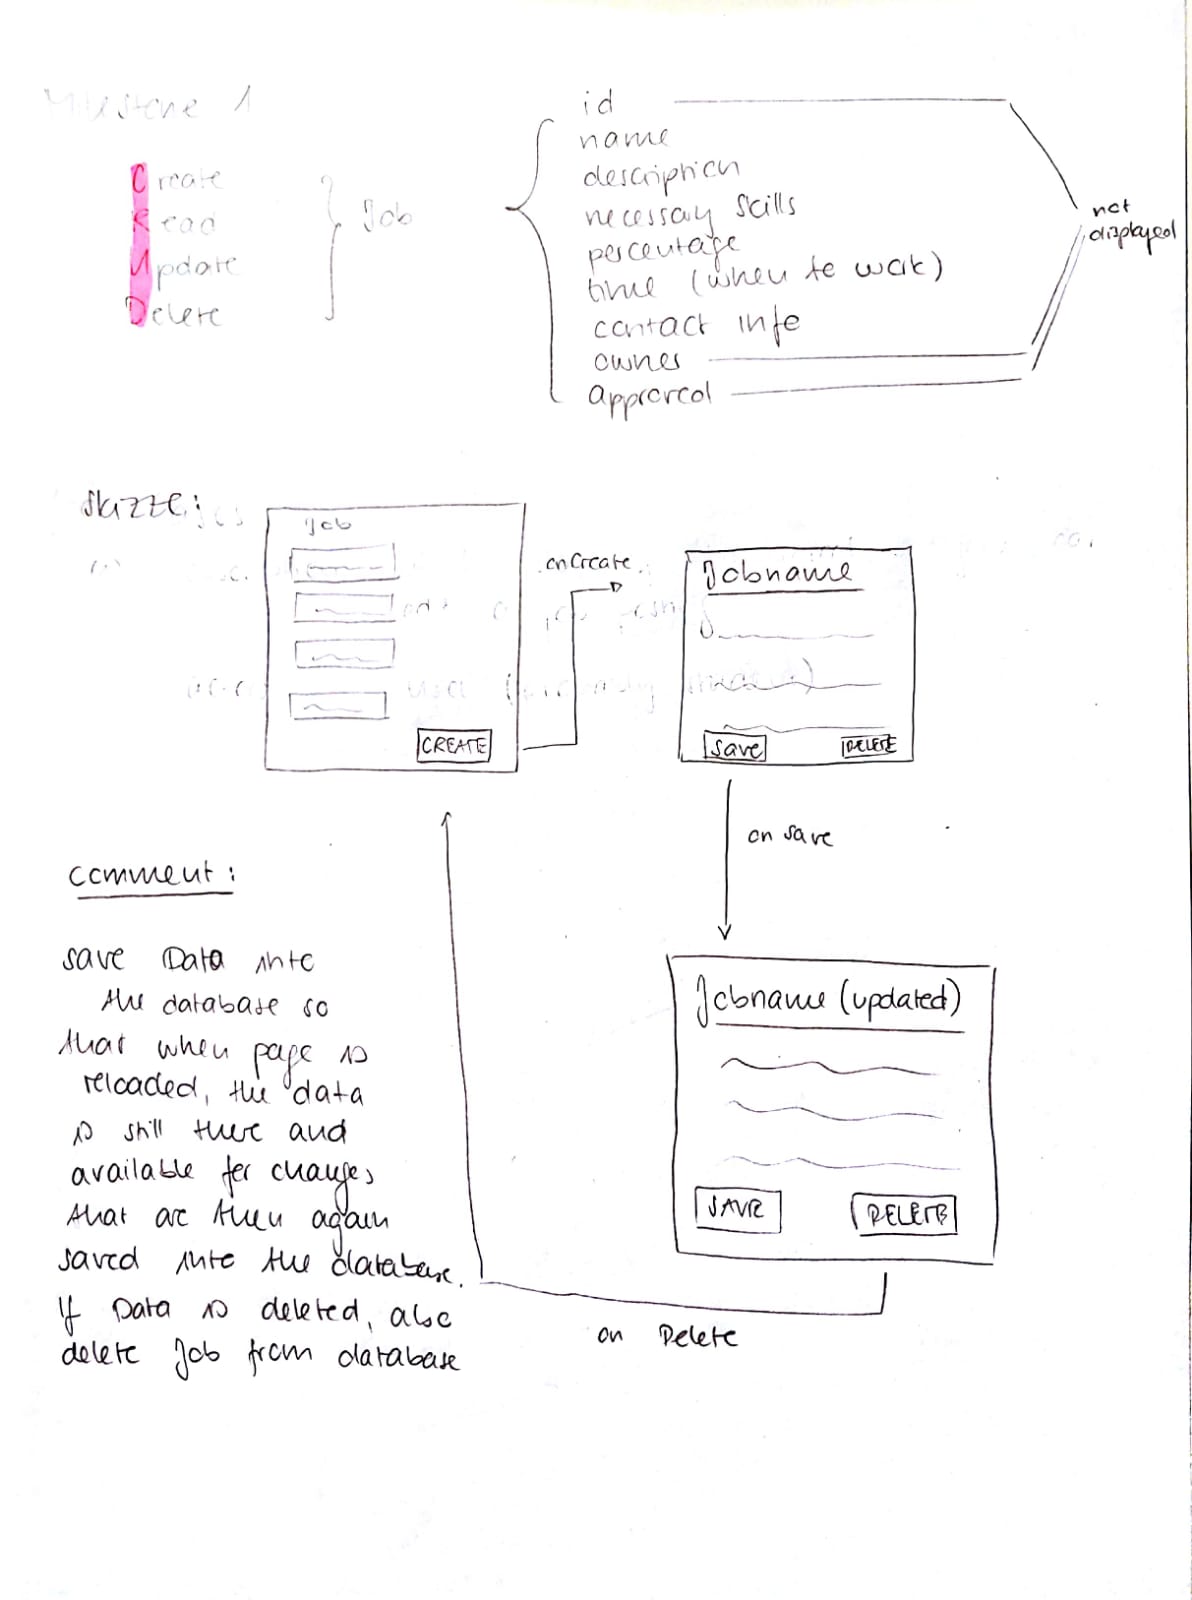 Milestone 1
Create
Read
Update
Delete
Job
id
name
description
necessary skills
percentage
time (when to work)
contact info
owner
approved
not
displayed
Skizze:
Job
CREATE
onCreate
Jobname
save
DELETE
on save
Jobname (updated)
SAVE
DELETE
on Delete
comment:
save Data into
the database so
that when page is
reloaded, the data
is still there and
available for changes
that are then again
saved into the database.
If Data is deleted, also
delete Job from database